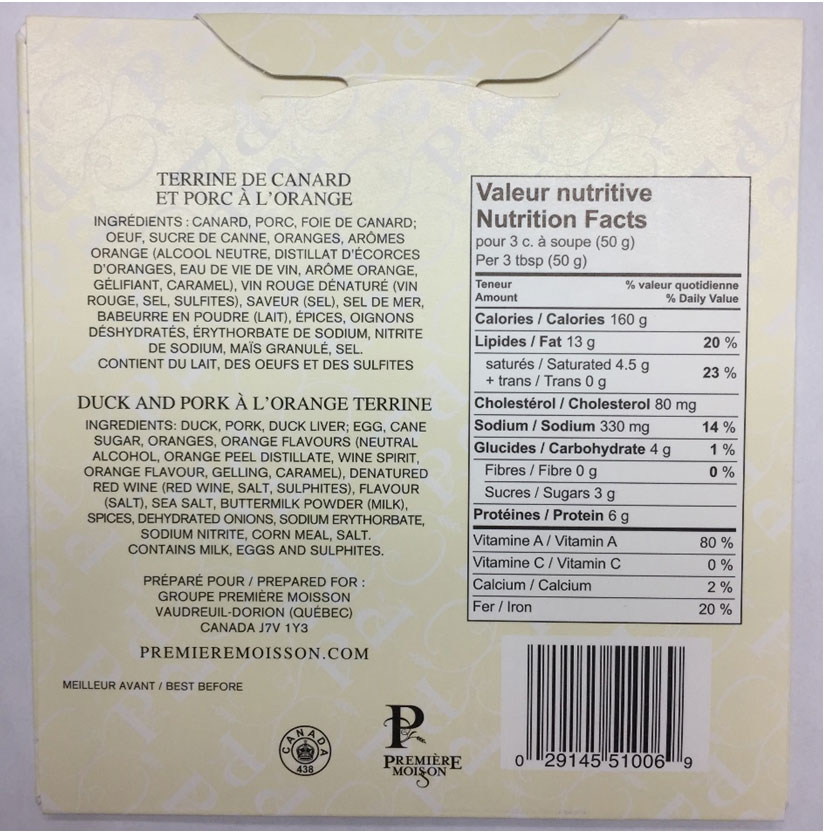 TERRINE DE CANARD
ET PORC À L'ORANGE
INGRÉDIENTS : CANARD, PORC, FOIE DE CANARD;
OEUF, SUCRE DE CANNE, ORANGES, ARÔMES
ORANGE (ALCOOL NEUTRE, DISTILLAT D'ÉCORCES
D'ORANGES, EAU DE VIE DE VIN, ARÔME ORANGE,
GÉLIFIANT, CARAMEL), VIN ROUGE DÉNATURÉ (VIN
ROUGE, SEL, SULFITES), SAVEUR (SEL), SEL DE MER,
BABEURRE EN POUDRE (LAIT), ÉPICES, OIGNONS
DÉSHYDRATÉS, ÉRYTHORBATE DE SODIUM, NITRITE
DE SODIUM, MAÏS GRANULÉ, SEL.
CONTIENT DU LAIT, DES OEUFS ET DES SULFITES
DUCK AND PORK À L'ORANGE TERRINE
INGREDIENTS: DUCK, PORK, DUCK LIVER; EGG, CANE
SUGAR, ORANGES, ORANGE FLAVOURS (NEUTRAL
ALCOHOL, ORANGE PEEL DISTILLATE, WINE SPIRIT,
ORANGE FLAVOUR, GELLING, CARAMEL), DENATURED
RED WINE (RED WINE, SALT, SULPHITES), FLAVOUR
(SALT), SEA SALT, BUTTERMILK POWDER (MILK),
SPICES, DEHYDRATED ONIONS, SODIUM ERYTHORBATE,
SODIUM NITRITE, CORN MEAL, SALT.
CONTAINS MILK, EGGS AND SULPHITES.
PRÉPARÉ POUR / PREPARED FOR :
GROUPE PREMIÈRE MOISSON
VAUDREUIL-DORION (QUÉBEC)
CANADA J7V 1Y3
PREMIEREMOISSON.COM
MEILLEUR AVANT / BEST BEFORE
CANADA
438
P
PREMIÈRE
MOISSON
Valeur nutritive
Nutrition Facts
pour 3 c. à soupe (50 g)
Per 3 tbsp (50 g)
Teneur % valeur quotidienne
Amount % Daily Value
Calories / Calories 160 g
Lipides / Fat 13 g 20 %
saturés / Saturated 4.5 g 23 %
+ trans / Trans 0 g
Cholestérol / Cholesterol 80 mg
Sodium / Sodium 330 mg 14 %
Glucides / Carbohydrate 4 g 1 %
Fibres / Fibre 0 g 0 %
Sucres / Sugars 3 g
Protéines / Protein 6 g
Vitamine A / Vitamin A 80 %
Vitamine C / Vitamin C 0 %
Calcium / Calcium 2 %
Fer / Iron 20 %
0 29145 51006 9